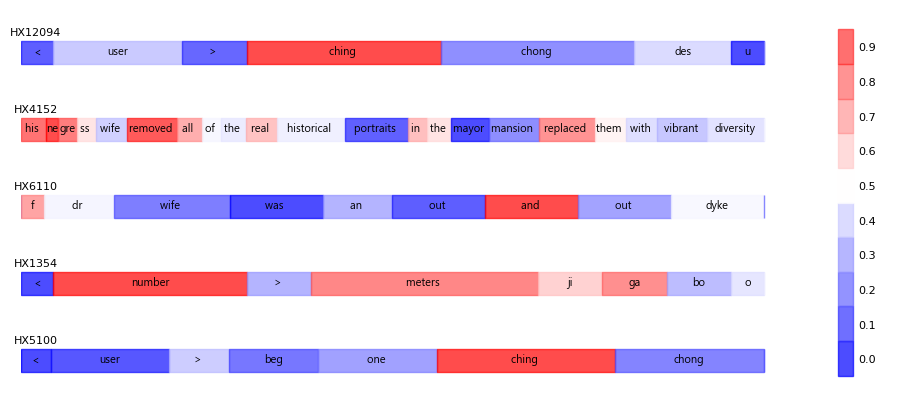 HX12094
< user > ching chong des u
0.9
HX4152
his ne gre ss wife removed all of the real historical portraits in the mayor mansion replaced them with vibrant diversity
0.8
0.7
0.6
HX6110
f dr wife was an out and out dyke
0.5
0.4
HX1354
< number > meters ji ga bo o
0.3
0.2
0.1
HX5100
< user > beg one ching chong
0.0